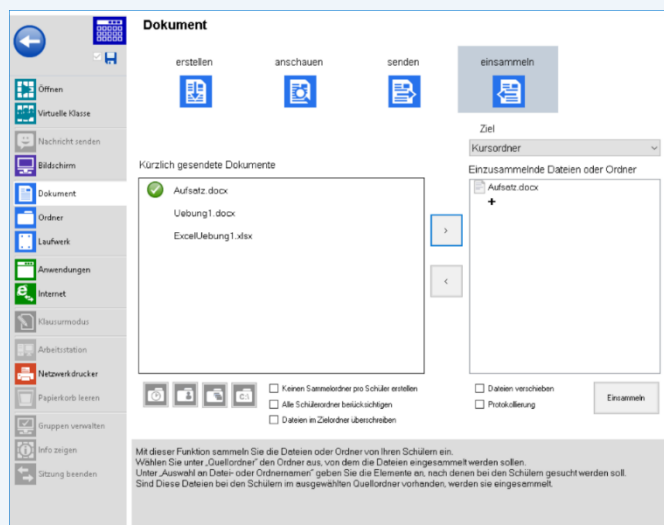 Dokument
erstellen
anschauen
senden
einsammeln
Öffnen
Virtuelle Klasse
Nachricht senden
Bildschirm
Dokument
Ordner
Laufwerk
Anwendungen
Internet
Klausurmodus
Arbeitsstation
Netzwerkdrucker
Papierkorb leeren
Gruppen verwalten
Info zeigen
Sitzung beenden
Ziel
Kursordner
Kürzlich gesendete Dokumente
Einzusammelnde Dateien oder Ordner
Aufsatz.docx
Uebung1.docx
ExcelUebung1.xlsx
>
<
Aufsatz.docx
+
C:\
Keinen Sammelordner pro Schüler erstellen
Alle Schülerordner berücksichtigen
Dateien im Zielordner überschreiben
Dateien verschieben
Protokollierung
Einsammeln
Mit dieser Funktion sammeln Sie die Dateien oder Ordner von Ihren Schülern ein.
Wählen Sie unter „Quellordner" den Ordner aus, von dem die Dateien eingesammelt werden sollen.
Unter „Auswahl an Datei- oder Ordnernamen" geben Sie die Elemente an, nach denen bei den Schülern gesucht werden soll.
Sind Diese Dateien bei den Schülern im ausgewählten Quellordner vorhanden, werden sie eingesammelt.